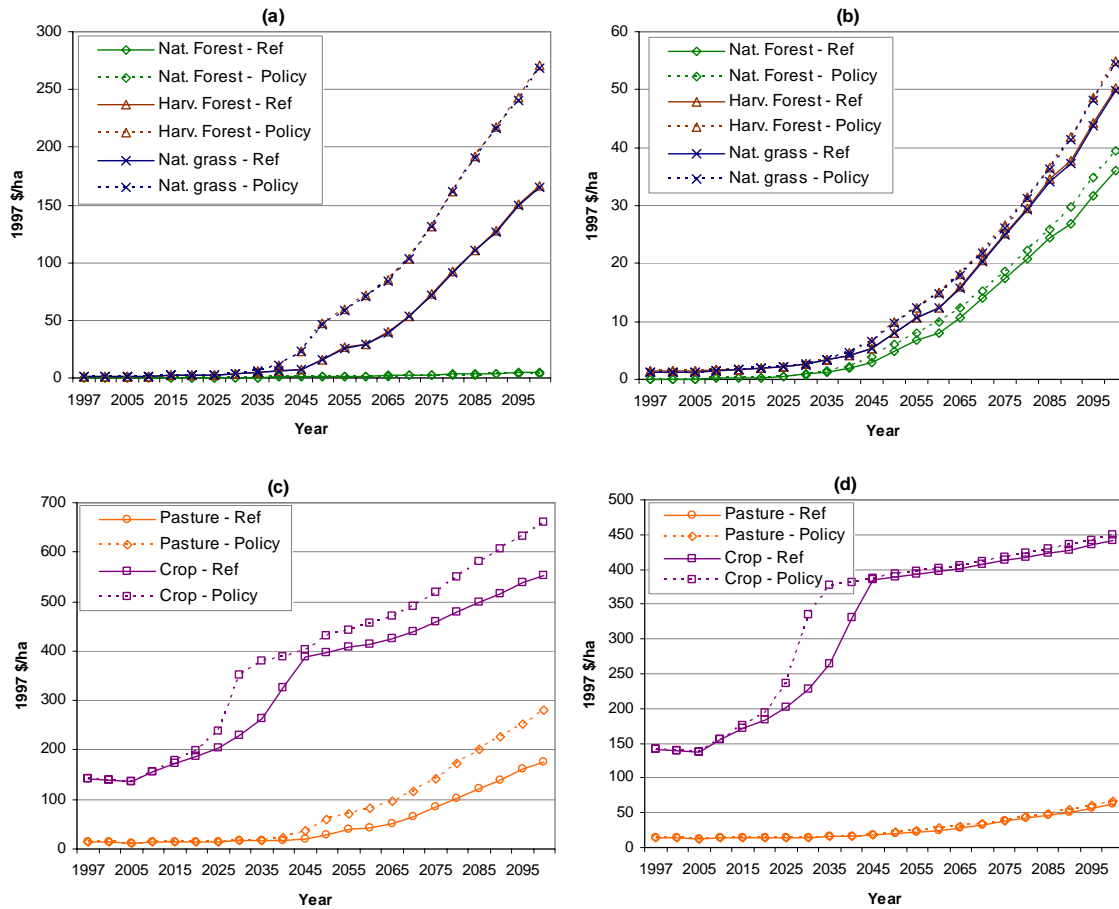 (a)
300
250
200
150
100
50
0
1997 $/ha
Nat. Forest - Ref
Nat. Forest - Policy
Harv. Forest - Ref
Harv. Forest - Policy
Nat. grass - Ref
Nat. grass - Policy
1997 2005 2015 2025 2035 2045 2055 2065 2075 2085 2095
Year
(b)
60
50
40
30
20
10
0
1997 $/ha
Nat. Forest - Ref
Nat. Forest - Policy
Harv. Forest - Ref
Harv. Forest - Policy
Nat. grass - Ref
Nat. grass - Policy
1997 2005 2015 2025 2035 2045 2055 2065 2075 2085 2095
Year
(c)
700
600
500
400
300
200
100
0
1997 $/ha
Pasture - Ref
Pasture - Policy
Crop - Ref
Crop - Policy
1997 2005 2015 2025 2035 2045 2055 2065 2075 2085 2095
Year
(d)
500
450
400
350
300
250
200
150
100
50
0
1997 $/ha
Pasture - Ref
Pasture - Policy
Crop - Ref
Crop - Policy
1997 2005 2015 2025 2035 2045 2055 2065 2075 2085 2095
Year